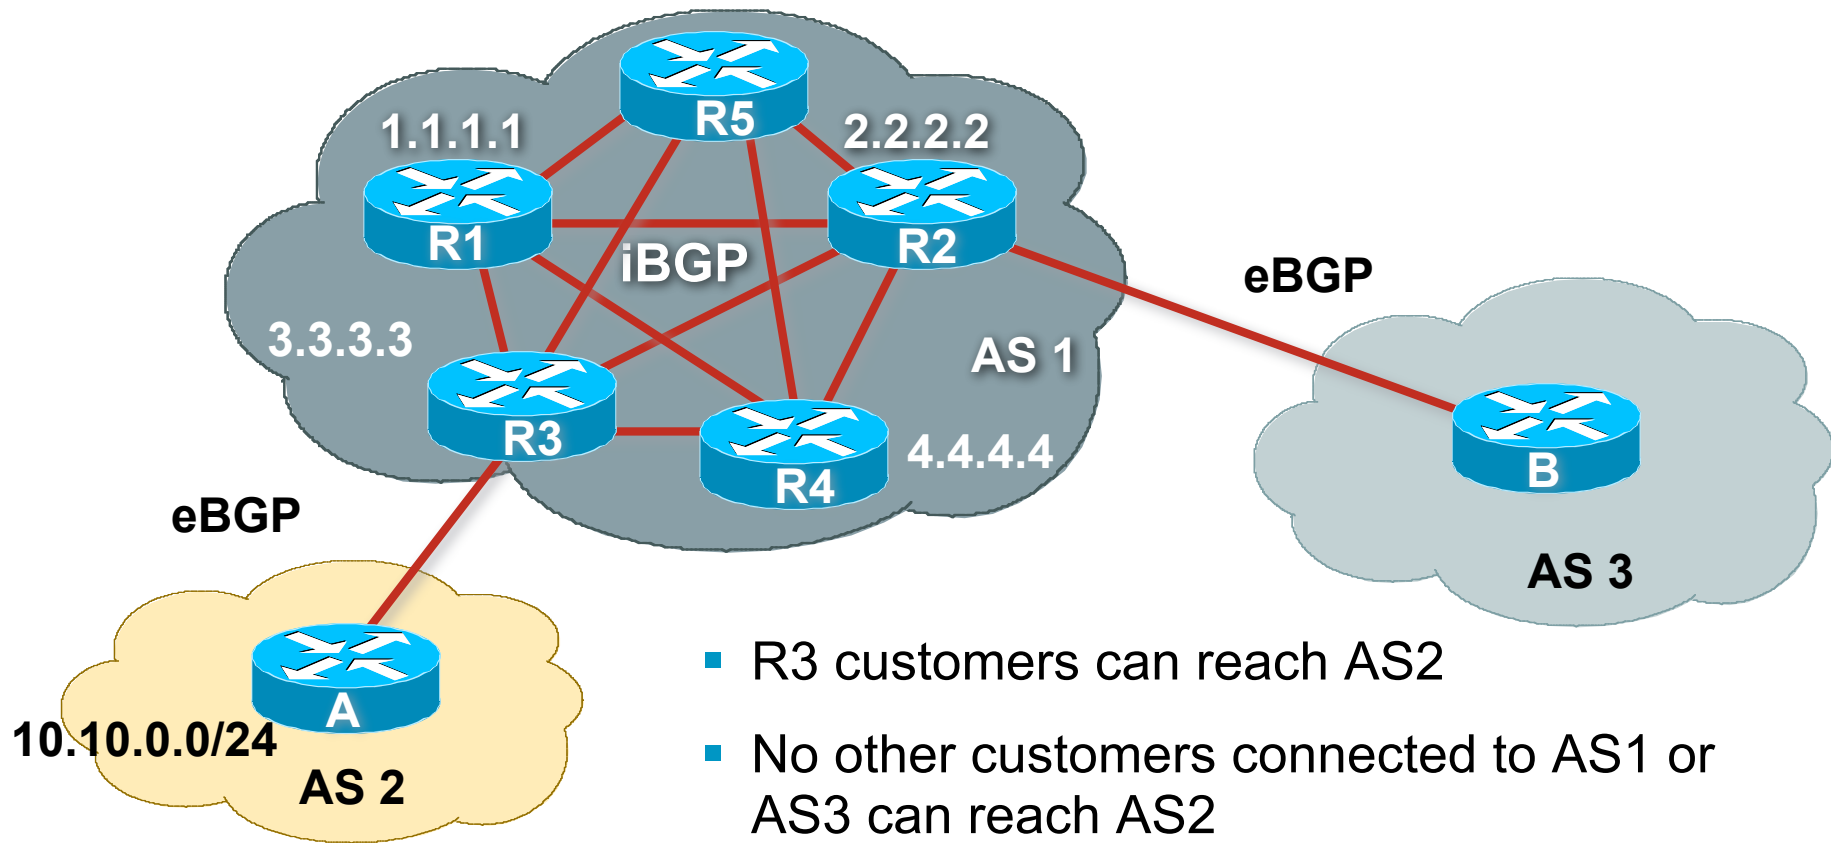 R5
1.1.1.1
2.2.2.2
R1
iBGP
R2
eBGP
3.3.3.3
AS 1
R3
4.4.4.4
R4
B
eBGP
AS 3
A
10.10.0.0/24
AS 2
▪ R3 customers can reach AS2
▪ No other customers connected to AS1 or
AS3 can reach AS2